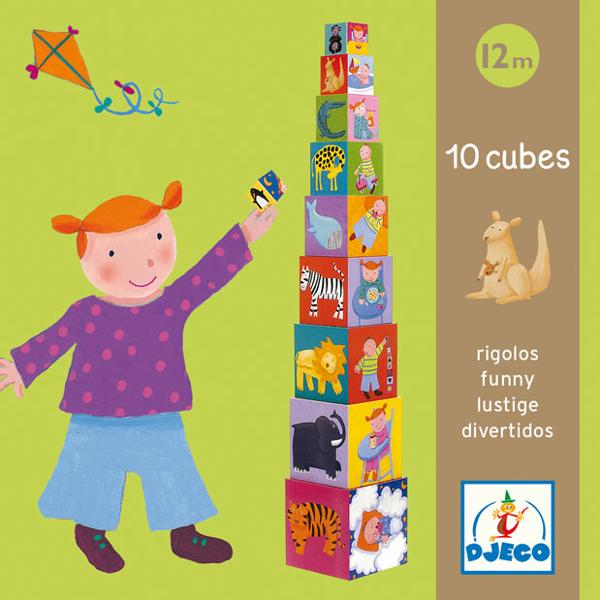 12m
10 cubes
rigolos
funny
lustige
divertidos
DJECO